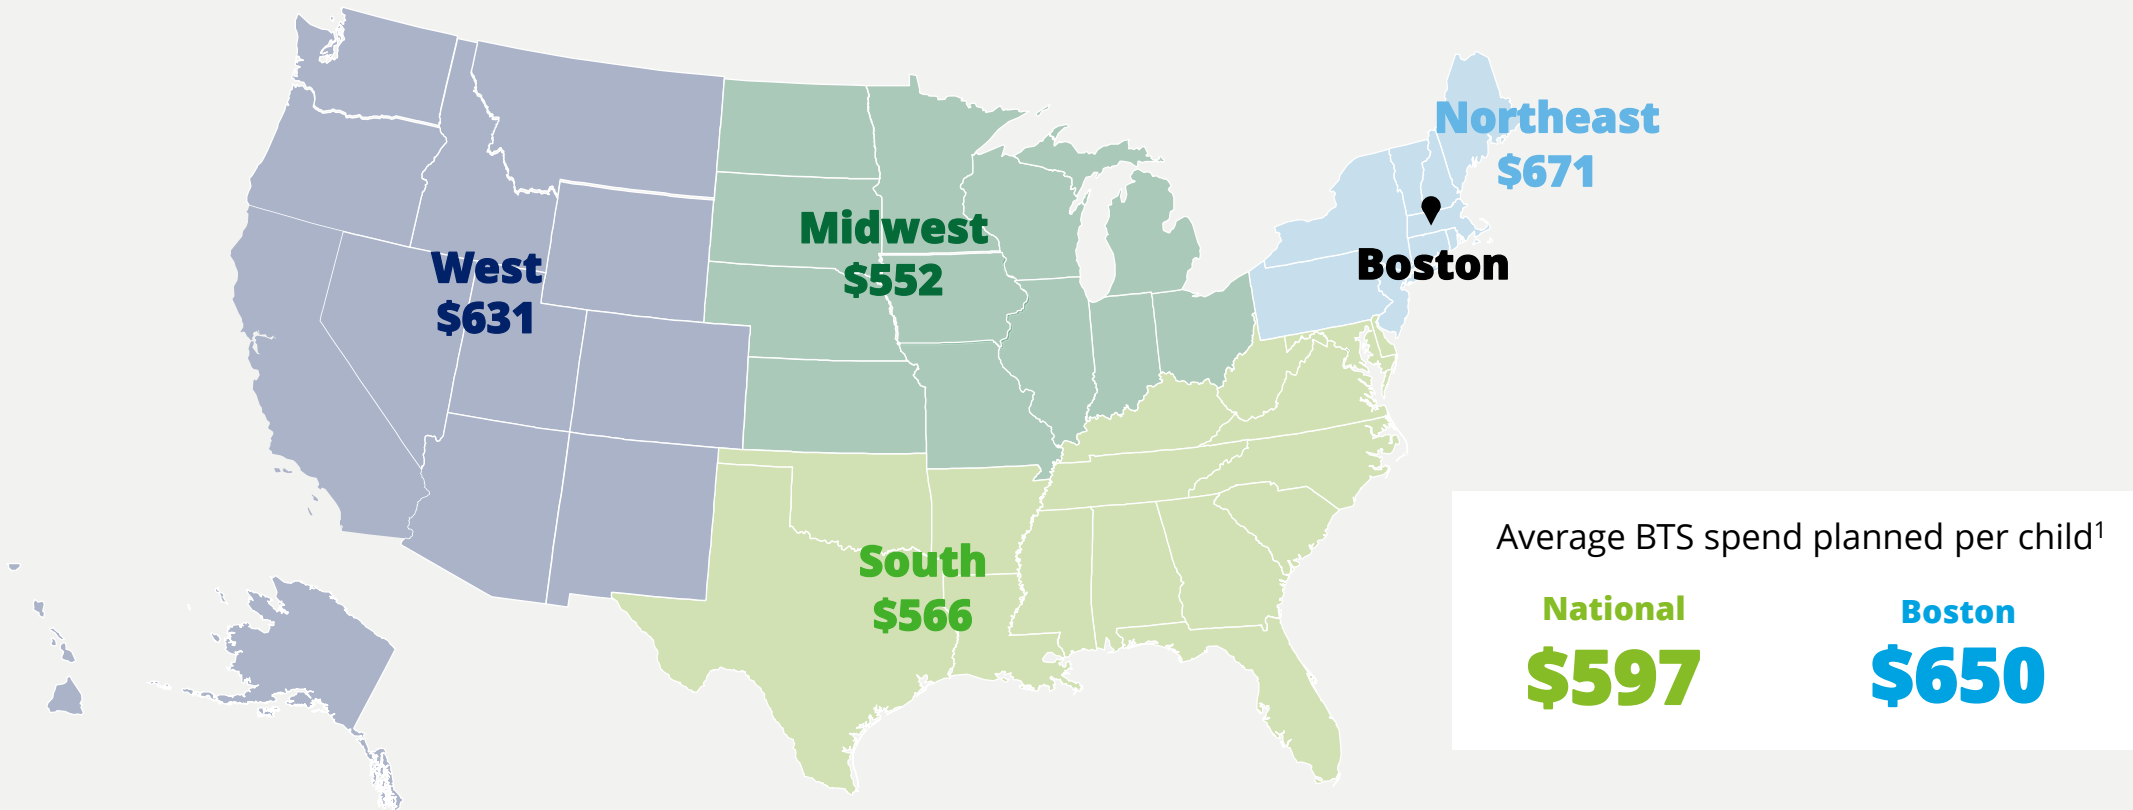 Northeast
$671
Midwest
$552
West
$631
Boston
South
$566
Average BTS spend planned per child¹
National
$597
Boston
$650